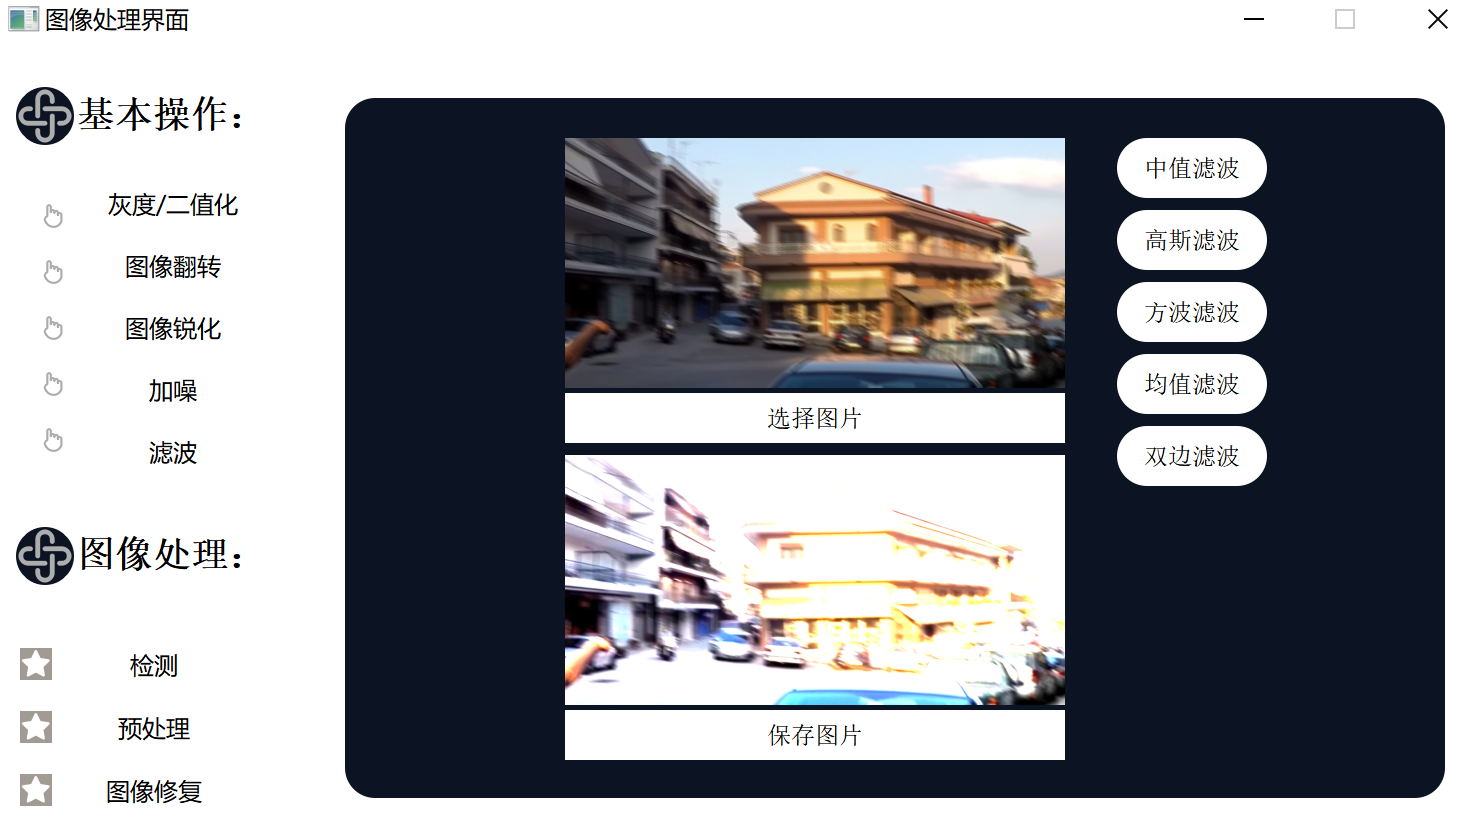 图像处理界面
基本操作：
灰度/二值化
图像翻转
图像锐化
加噪
滤波
图像处理：
检测
预处理
图像修复
选择图片
保存图片
中值滤波
高斯滤波
方波滤波
均值滤波
双边滤波